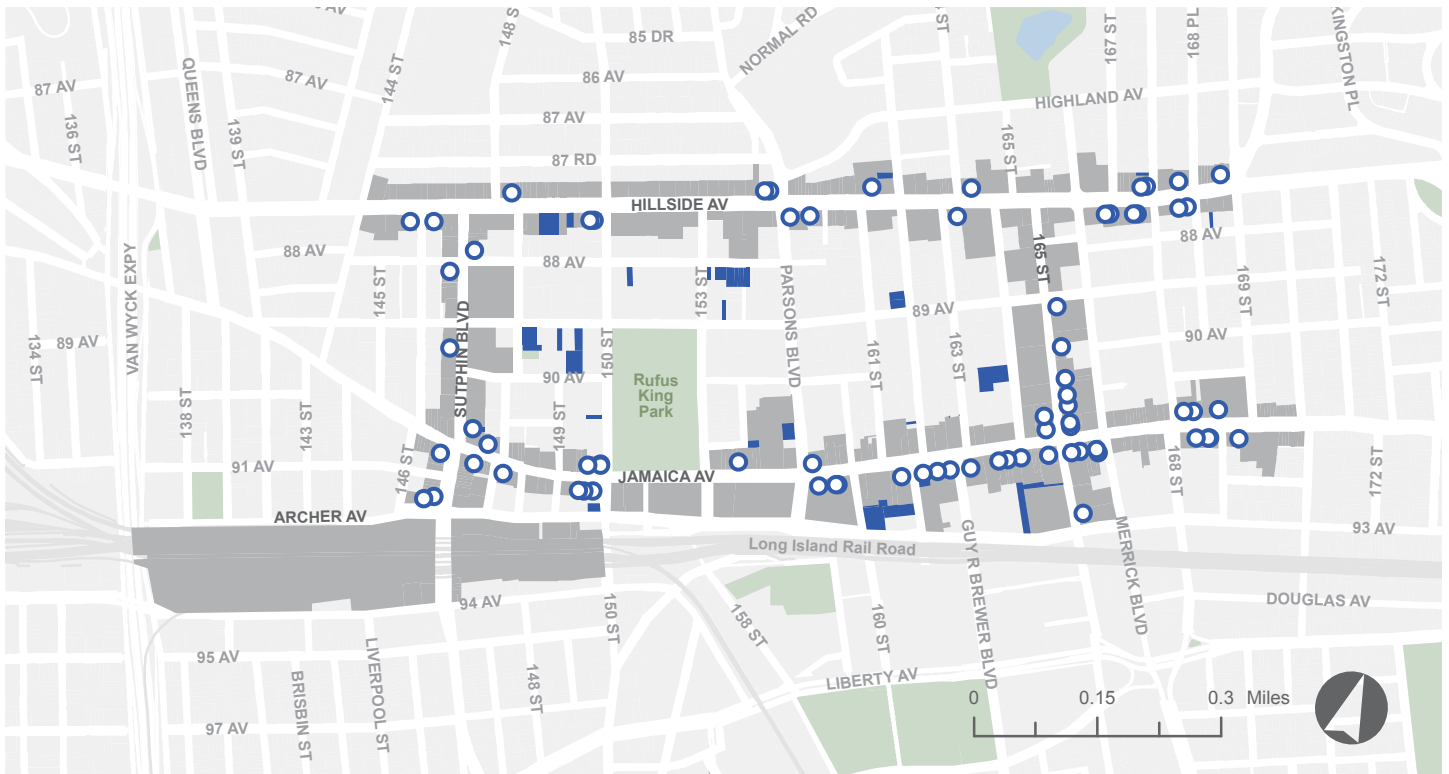 148 S
85 DR
NORMAL RD
ST
167 ST
168 PL
KINGSTON PL
QUEENS BLVD
144 ST
87 AV
87 AV
86 AV
HIGHLAND AV
136 ST
139 ST
87 AV
165 ST
87 RD
HILLSIDE AV
88 AV
88 AV
88 AV
VAN WYCK EXPY
145 ST
153 ST
PARSONS BLVD
165 ST
169 ST
172 ST
89 AV
SUTPHIN BLVD
134 ST
89 AV
150 ST
161 ST
163 ST
90 AV
90 AV
Rufus
King
Park
138 ST
143 ST
149 ST
146 ST
91 AV
JAMAICA AV
168 ST
172 ST
ARCHER AV
93 AV
Long Island Rail Road
GUY R BREWER BLVD
MERRICK BLVD
94 AV
150 ST
158 ST
160 ST
DOUGLAS AV
95 AV
LIVERPOOL ST
BRISBIN ST
148 ST
LIBERTY AV
97 AV
0 0.15 0.3 Miles